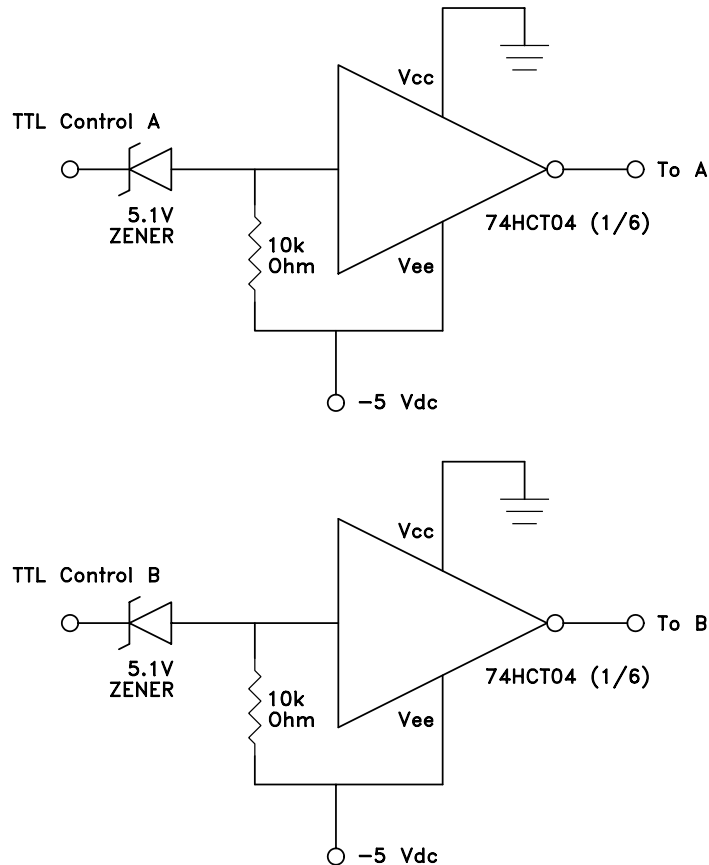 Vcc
TTL Control A
To A
5.1V
ZENER
74HCT04 (1/6)
10k
Ohm
Vee
-5 Vdc
Vcc
TTL Control B
To B
5.1V
ZENER
74HCT04 (1/6)
10k
Ohm
Vee
-5 Vdc